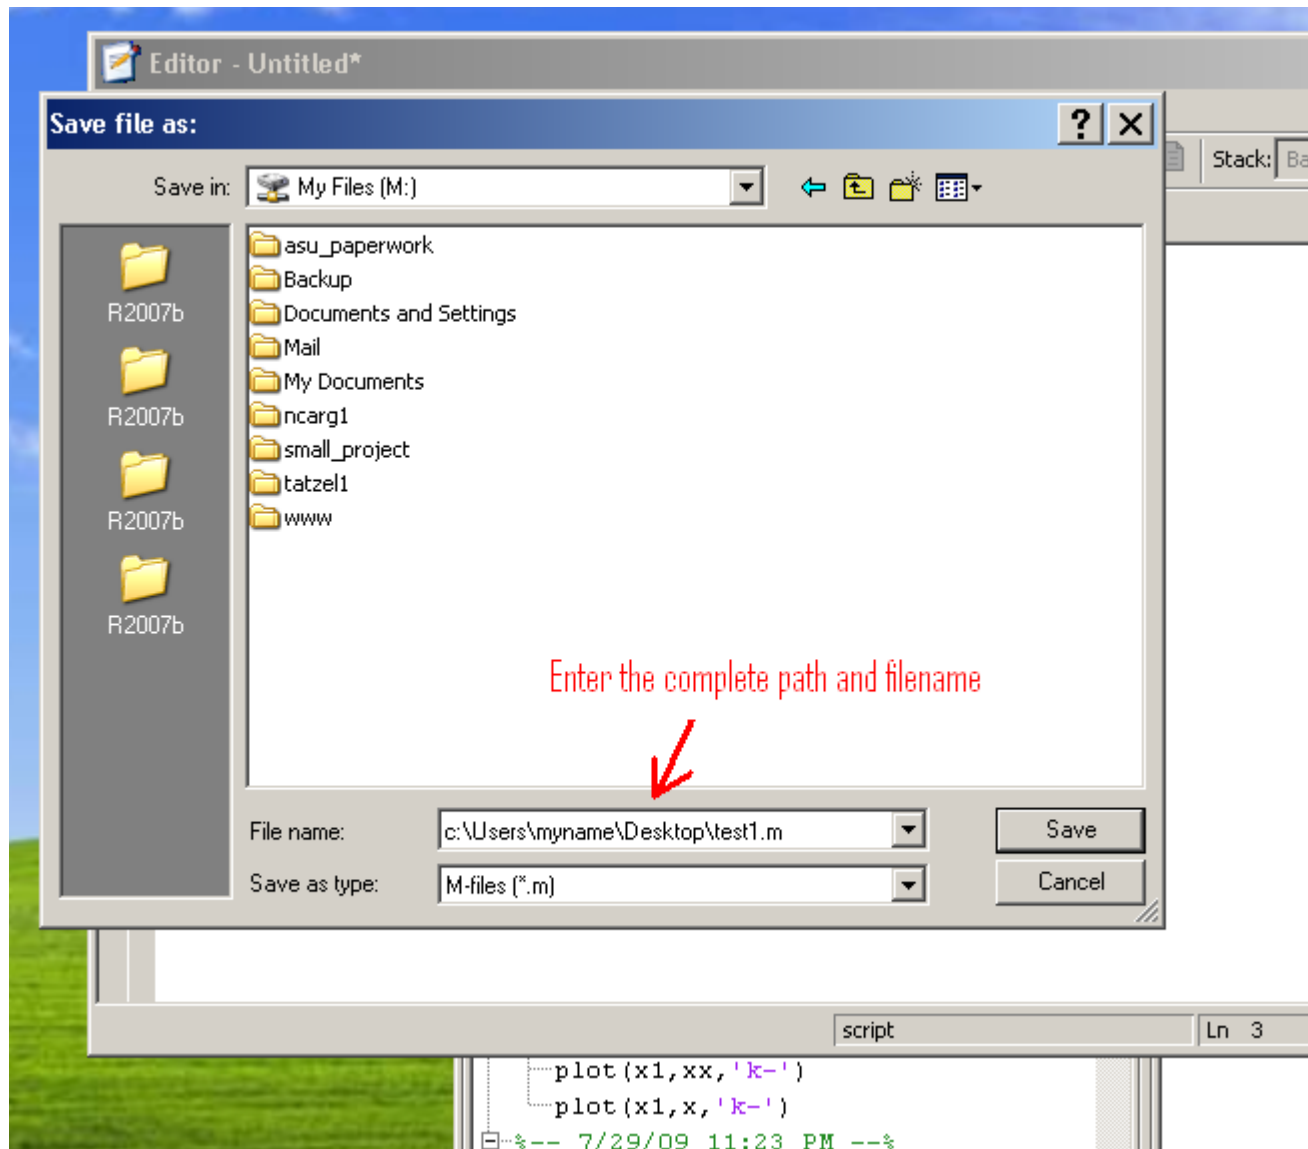 Editor - Untitled*
Save file as:
Stack: Ba
Save in: My Files (M:)
R2007b
R2007b
R2007b
R2007b
asu_paperwork
Backup
Documents and Settings
Mail
My Documents
ncarg1
small_project
tatzel1
www
Enter the complete path and filename
File name: c:\Users\myname\Desktop\test1.m Save
Save as type: M-files (*.m) Cancel
script Ln 3
plot(x1,xx,'k-')
plot(x1,x,'k-')
%-- 7/29/09 11:23 PM --%